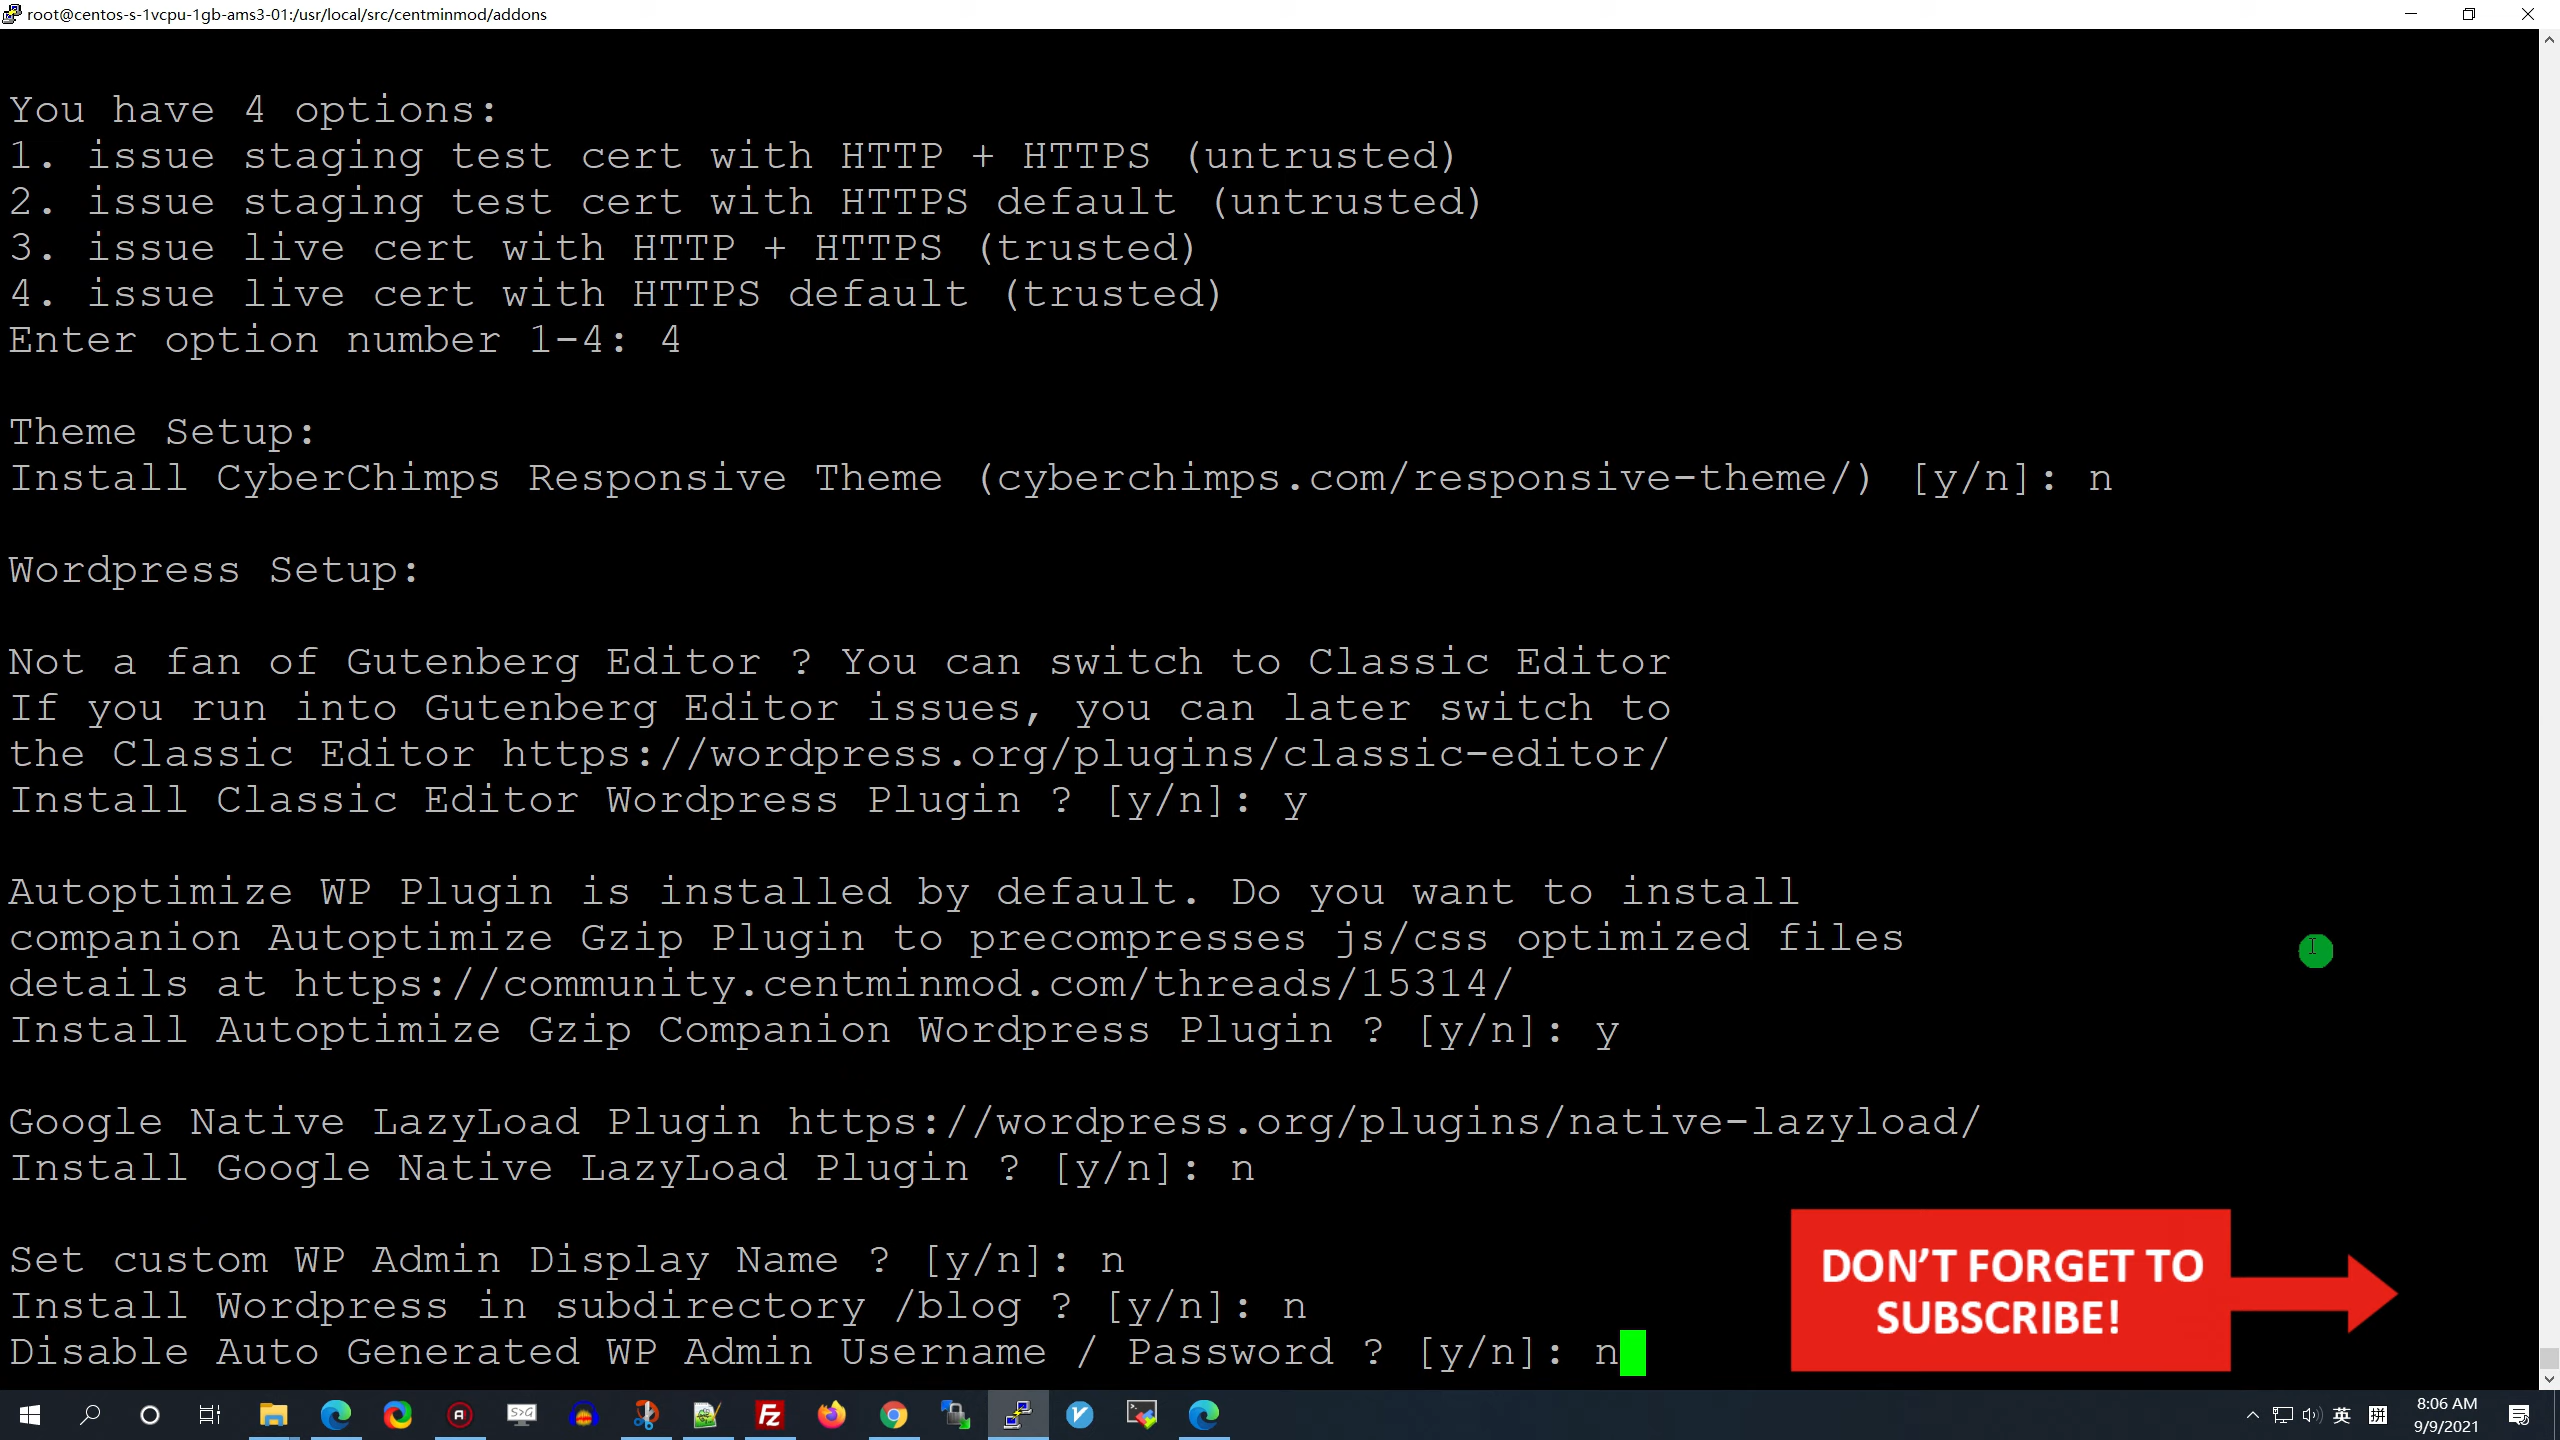 root@centos-s-1vcpu-1gb-ams3-01:/usr/local/src/centminmod/addons
You have 4 options:
1. issue staging test cert with HTTP + HTTPS (untrusted)
2. issue staging test cert with HTTPS default (untrusted)
3. issue live cert with HTTP + HTTPS (trusted)
4. issue live cert with HTTPS default (trusted)
Enter option number 1-4: 4
Theme Setup:
Install CyberChimps Responsive Theme (cyberchimps.com/responsive-theme/) [y/n]: n
Wordpress Setup:
Not a fan of Gutenberg Editor ? You can switch to Classic Editor
If you run into Gutenberg Editor issues, you can later switch to
the Classic Editor https://wordpress.org/plugins/classic-editor/
Install Classic Editor Wordpress Plugin ? [y/n]: y
Autoptimize WP Plugin is installed by default. Do you want to install
companion Autoptimize Gzip Plugin to precompresses js/css optimized files
details at https://community.centminmod.com/threads/15314/
Install Autoptimize Gzip Companion Wordpress Plugin ? [y/n]: y
Google Native LazyLoad Plugin https://wordpress.org/plugins/native-lazyload/
Install Google Native LazyLoad Plugin ? [y/n]: n
Set custom WP Admin Display Name ? [y/n]: n
Install Wordpress in subdirectory /blog ? [y/n]: n
Disable Auto Generated WP Admin Username / Password ? [y/n]: n
DON'T FORGET TO
SUBSCRIBE!
S>G
Fz
英
拼
8:06 AM
9/9/2021